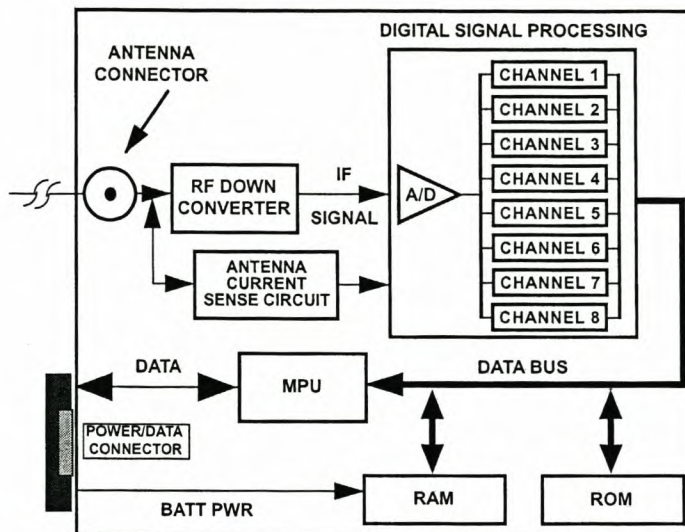 DIGITAL SIGNAL PROCESSING
ANTENNA
CONNECTOR
CHANNEL 1
CHANNEL 2
CHANNEL 3
CHANNEL 4
CHANNEL 5
CHANNEL 6
CHANNEL 7
CHANNEL 8
RF DOWN
CONVERTER
IF
SIGNAL
A/D
ANTENNA
CURRENT
SENSE CIRCUIT
DATA
MPU
DATA BUS
POWER/DATA
CONNECTOR
BATT PWR
RAM
ROM